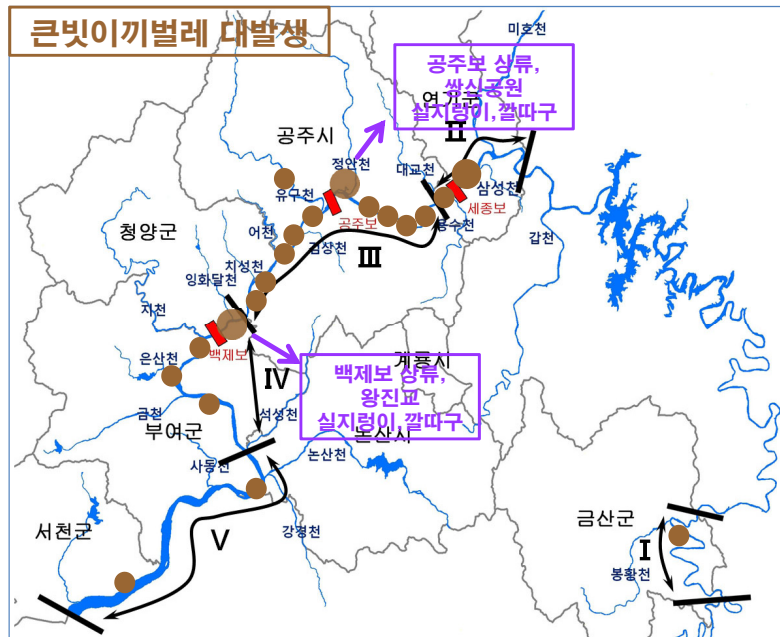 큰빗이끼벌레 대발생
미호천
공주보 상류,
쌍신공원
실지렁이,깔따구
연기군
II
공주시
정안천
대교천
유구천
삼성천
세종보
공주보
용수천
갑천
어천
검상천
청양군
III
치성천
잉화달천
지천
백제보
은산천
IV
계룡시
백제보 상류,
왕진교
실지렁이,깔따구
금천
석성천
논산시
부여군
사동천
논산천
서천군
강경천
금산군
V
I
봉황천